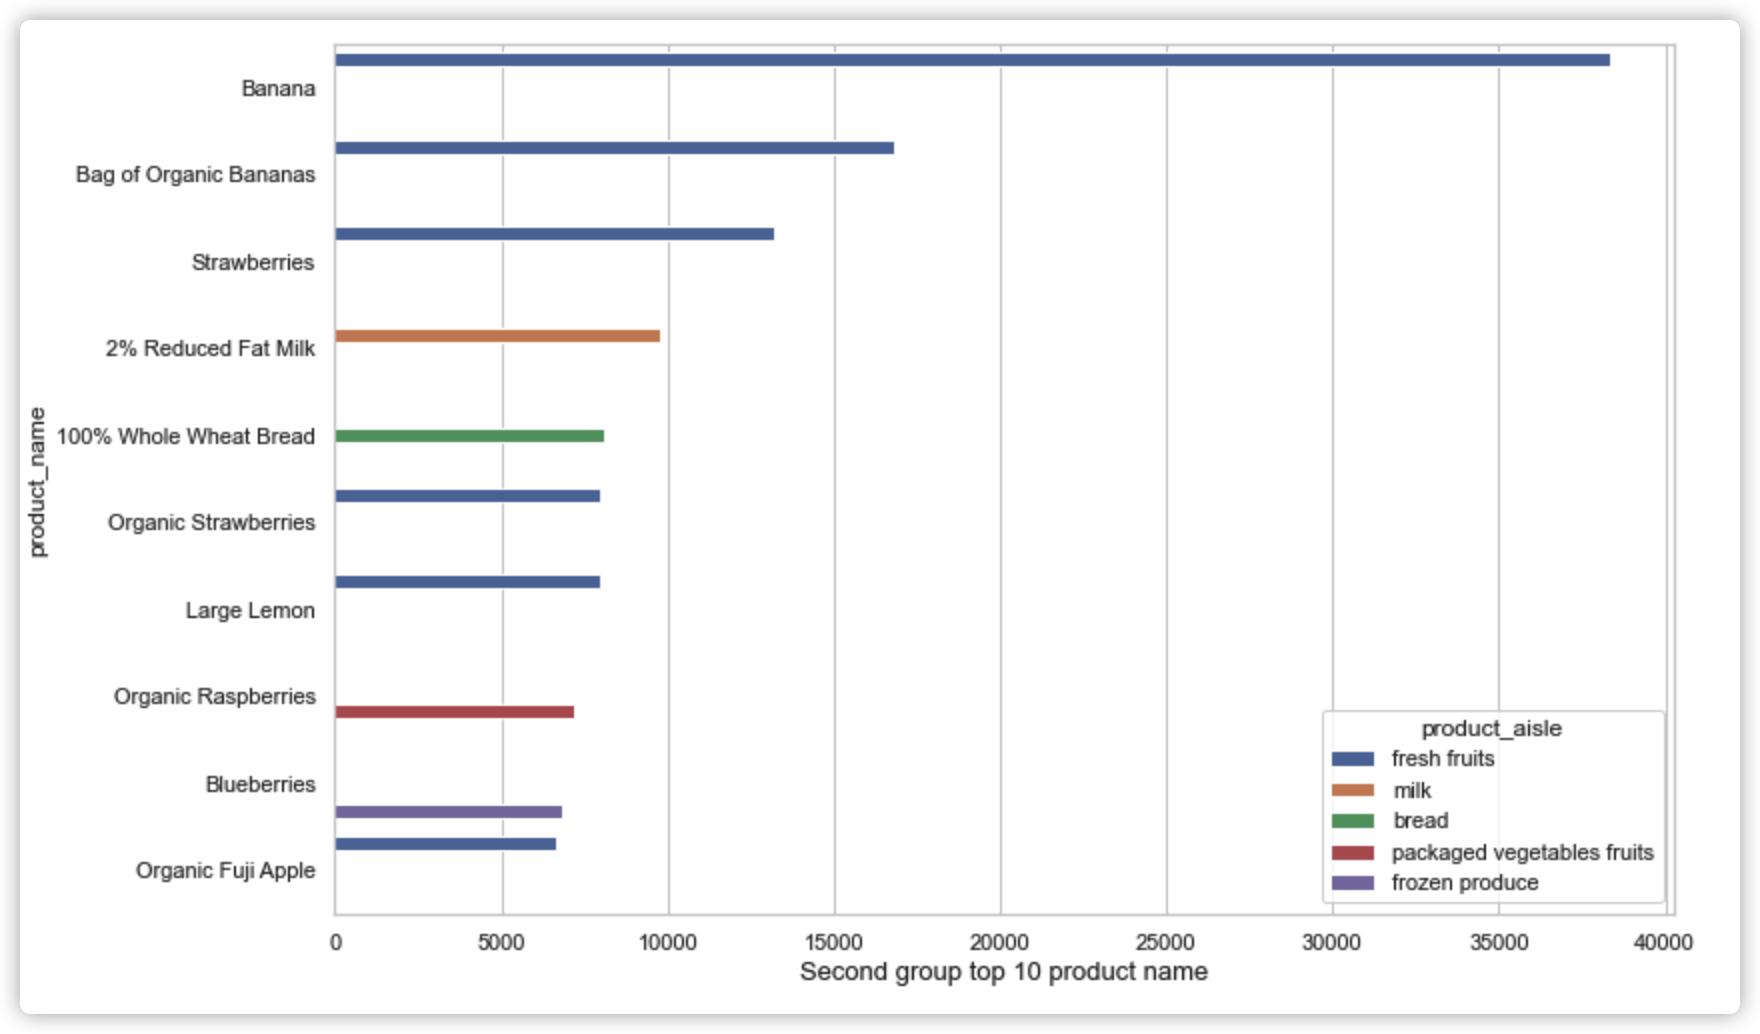 Banana
Bag of Organic Bananas
Strawberries
2% Reduced Fat Milk
100% Whole Wheat Bread
Organic Strawberries
Large Lemon
Organic Raspberries
Blueberries
Organic Fuji Apple
product_name
product_aisle
fresh fruits
milk
bread
packaged vegetables fruits
frozen produce
0 5000 10000 15000 20000 25000 30000 35000 40000
Second group top 10 product name